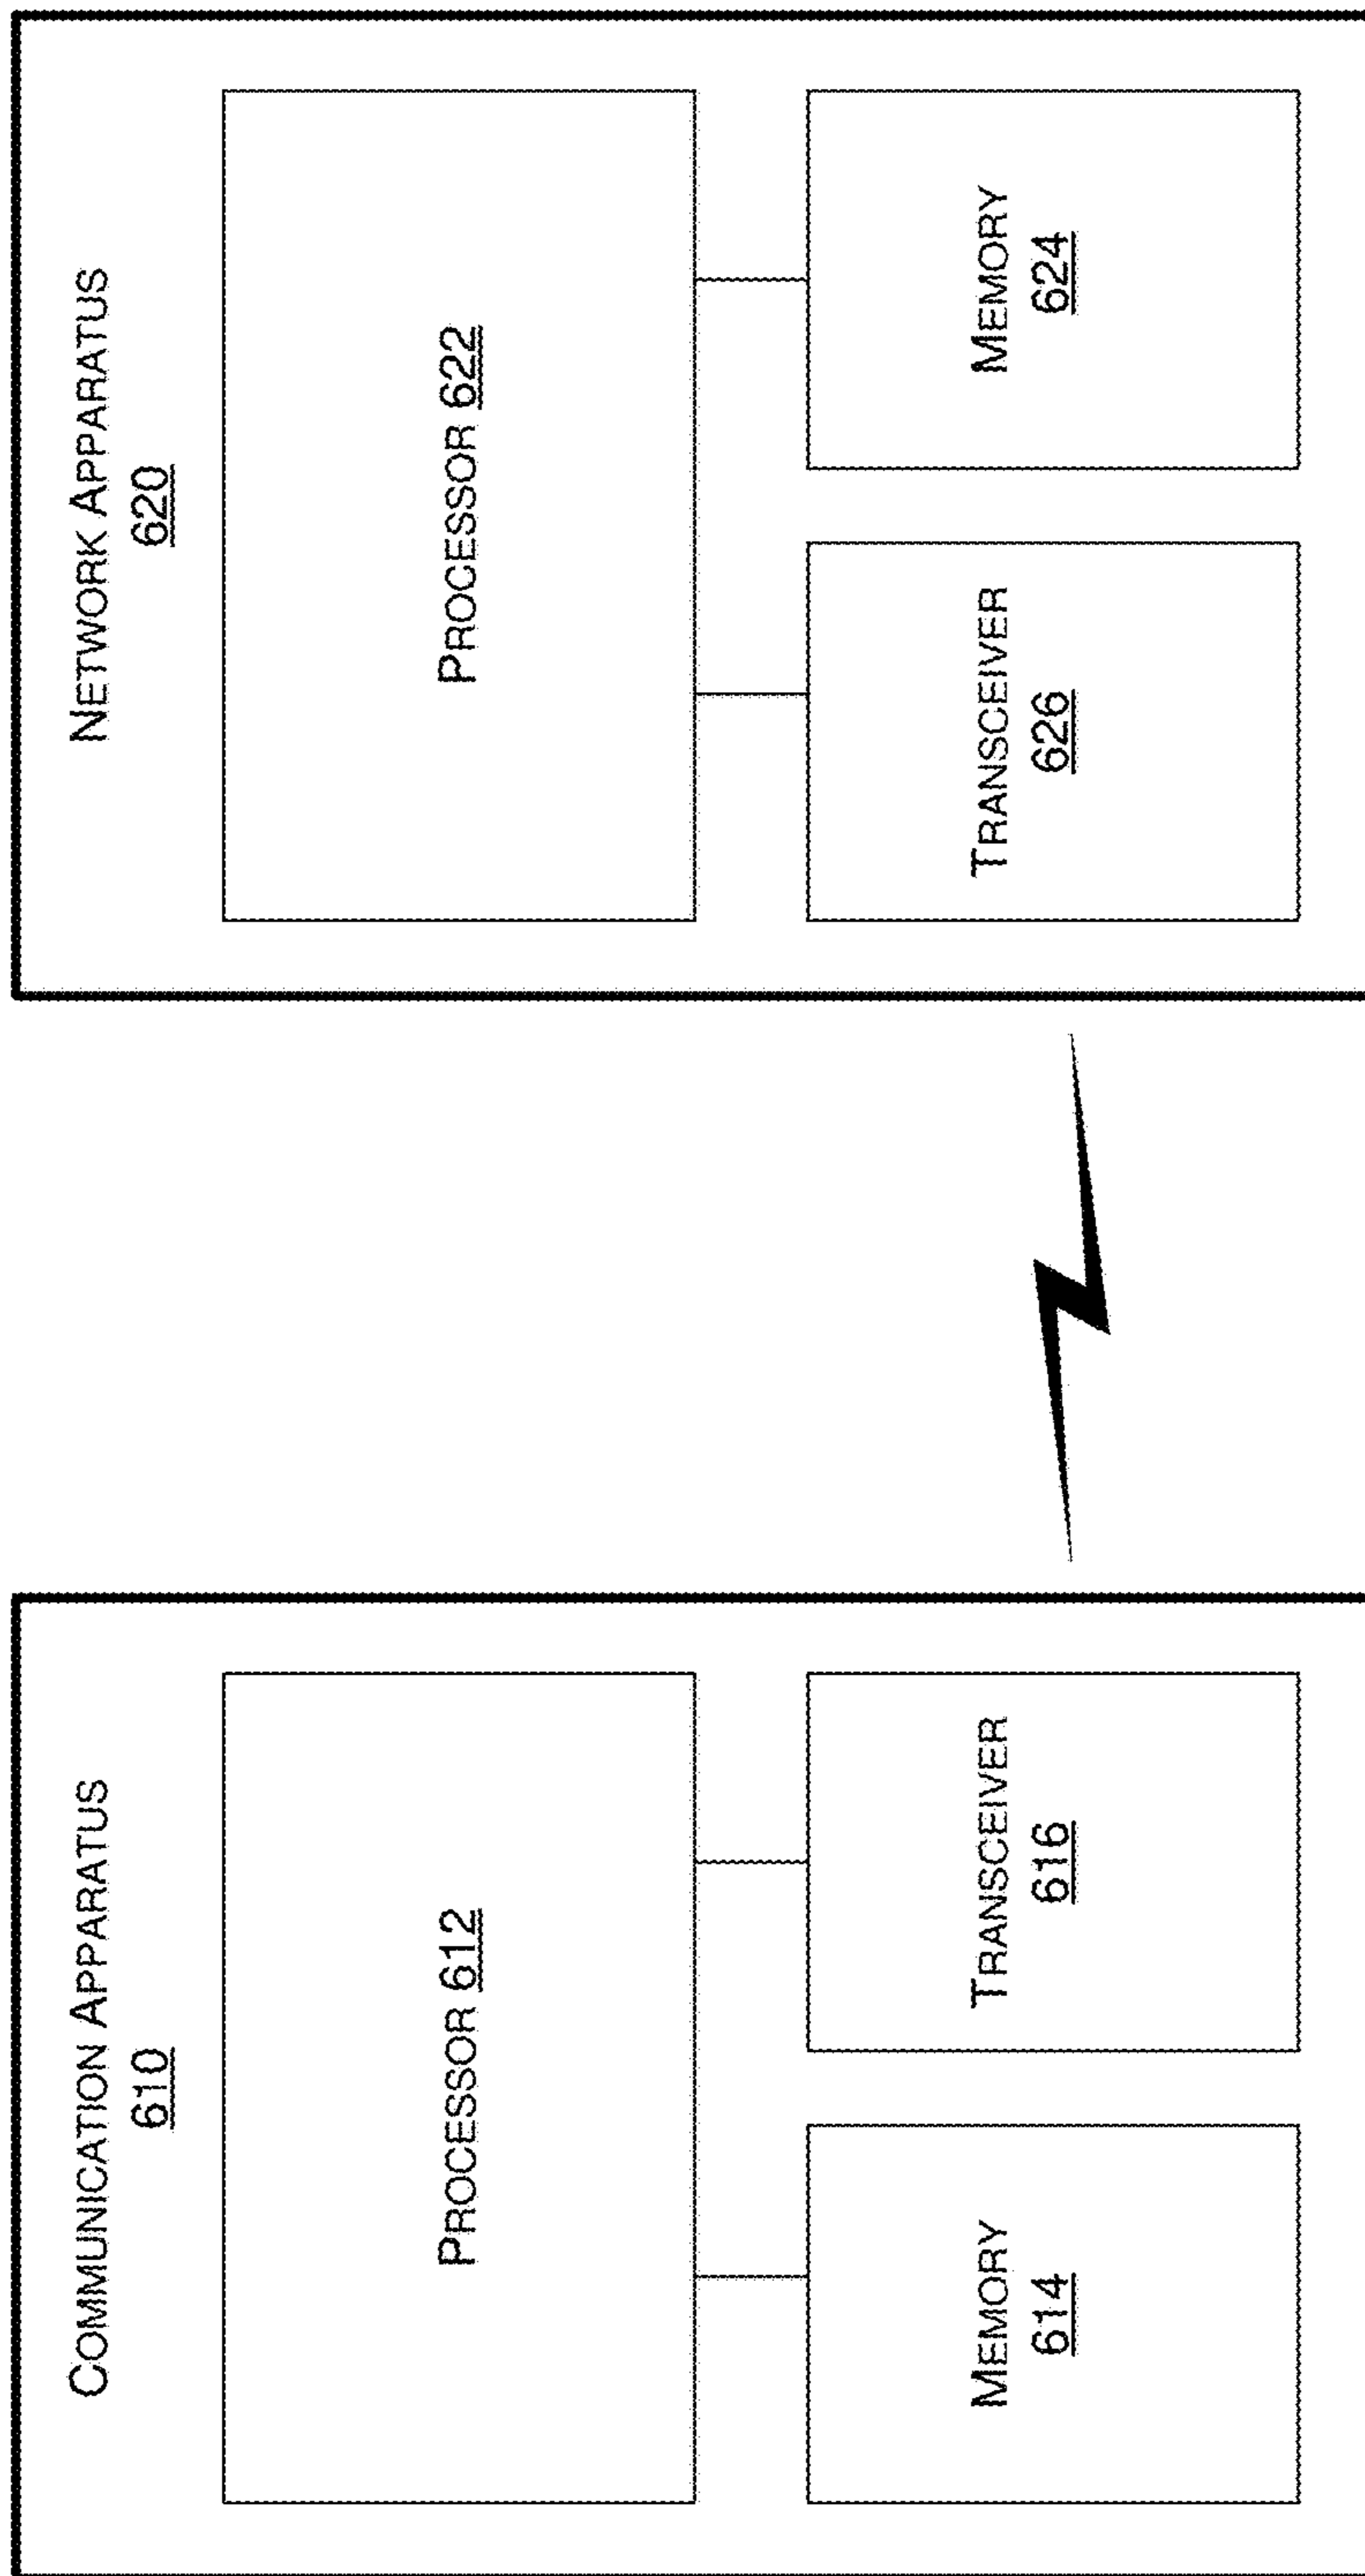 COMMUNICATION APPARATUS
610
PROCESSOR 612
MEMORY
614
TRANSCEIVER
616
NETWORK APPARATUS
620
PROCESSOR 622
TRANSCEIVER
626
MEMORY
624